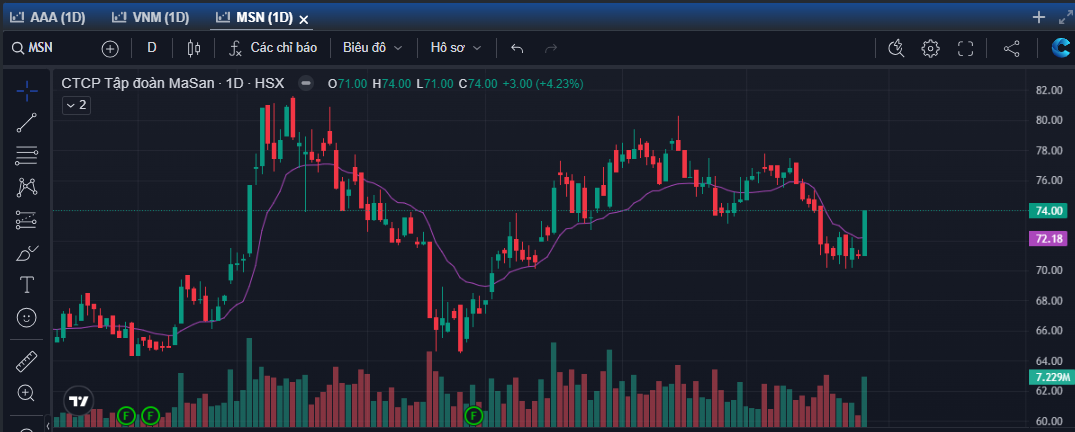 AAA (1D) VNM (1D) MSN (1D)
MSN D Các chỉ báo Biểu đồ Hồ sơ
CTCP Tập đoàn MaSan · 1D · HSX O71.00 H74.00 L71.00 C74.00 +3.00 (+4.23%)
2
82.00
80.00
78.00
76.00
74.00
72.18
70.00
68.00
66.00
64.00
7.229M
62.00
60.00
F F F